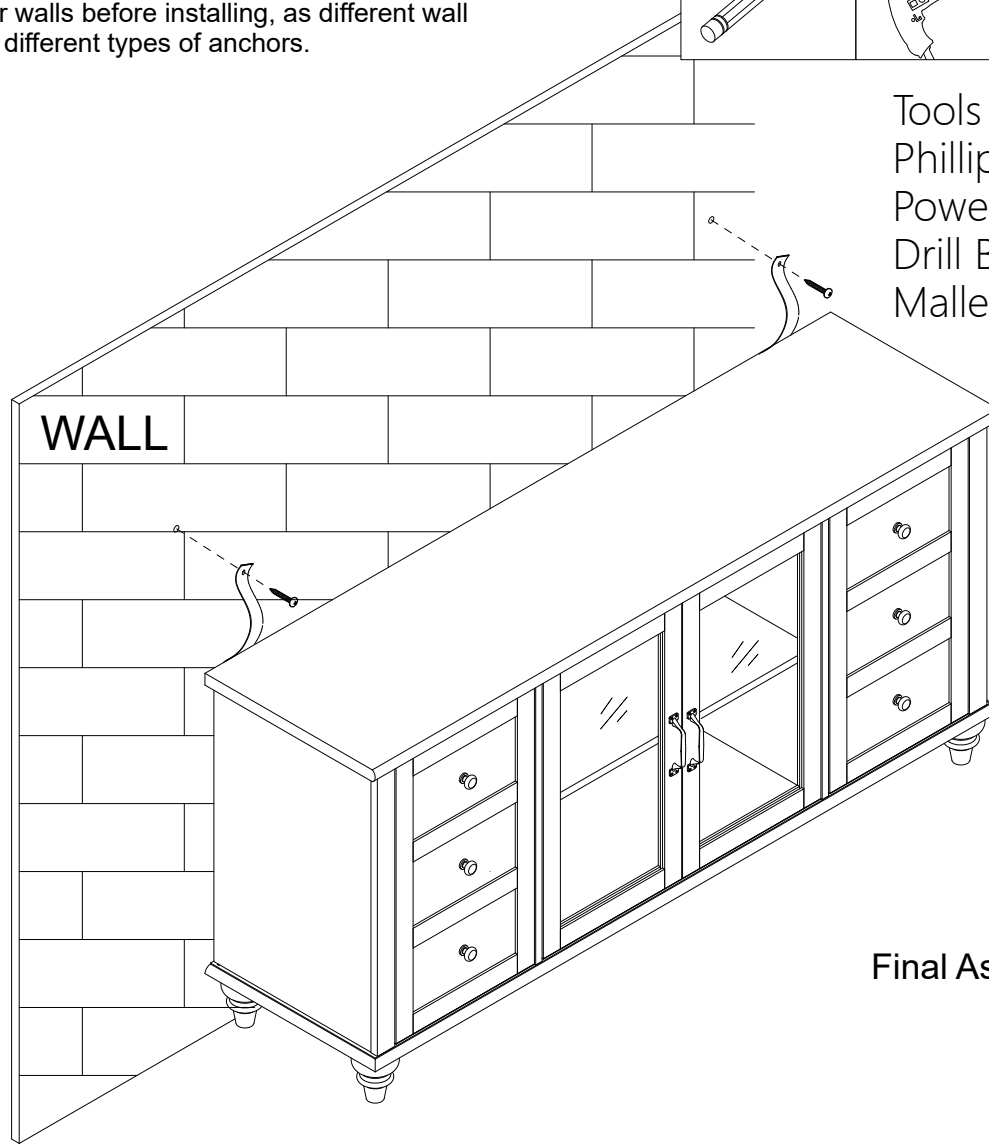 r walls before installing, as different wall
different types of anchors.
Tools
Phillip
Powe
Drill B
Malle
WALL
Final As